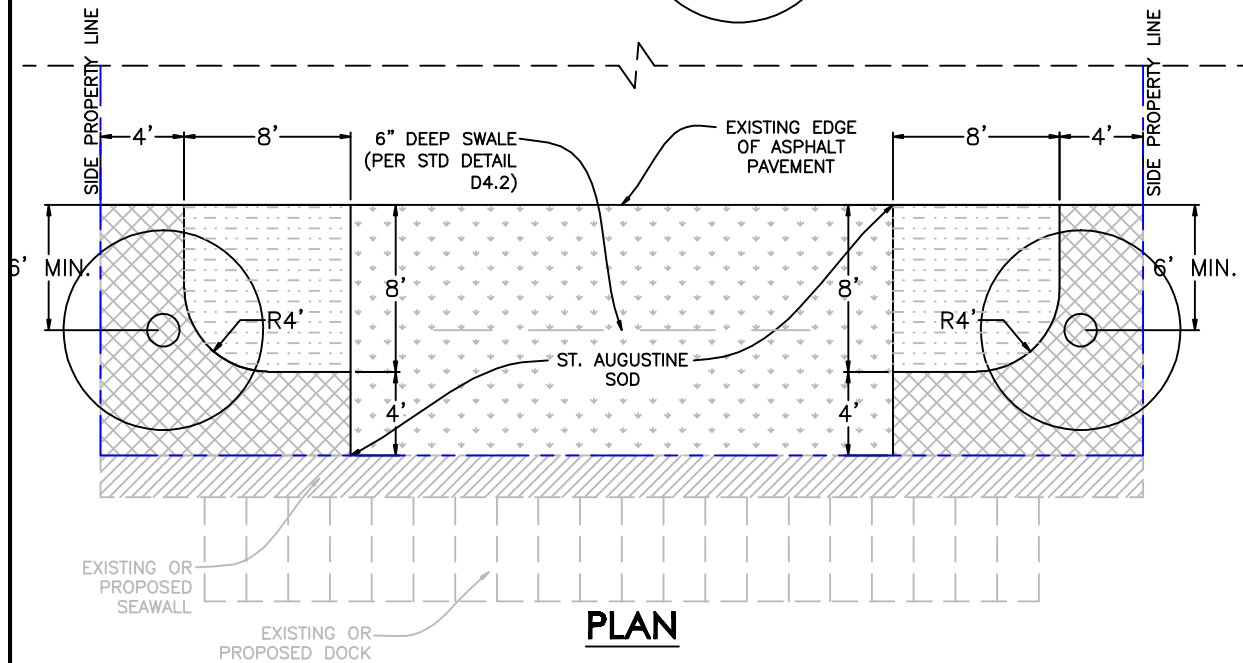 SIDE PROPERTY LINE
SIDE PROPERTY LINE
4'
8'
6" DEEP SWALE
(PER STD DETAIL
D4.2)
EXISTING EDGE
OF ASPHALT
PAVEMENT
8'
4'
6' MIN.
8'
8'
6' MIN.
R4'
R4'
ST. AUGUSTINE
SOD
4'
4'
EXISTING OR
PROPOSED
SEAWALL
EXISTING OR
PROPOSED DOCK
PLAN